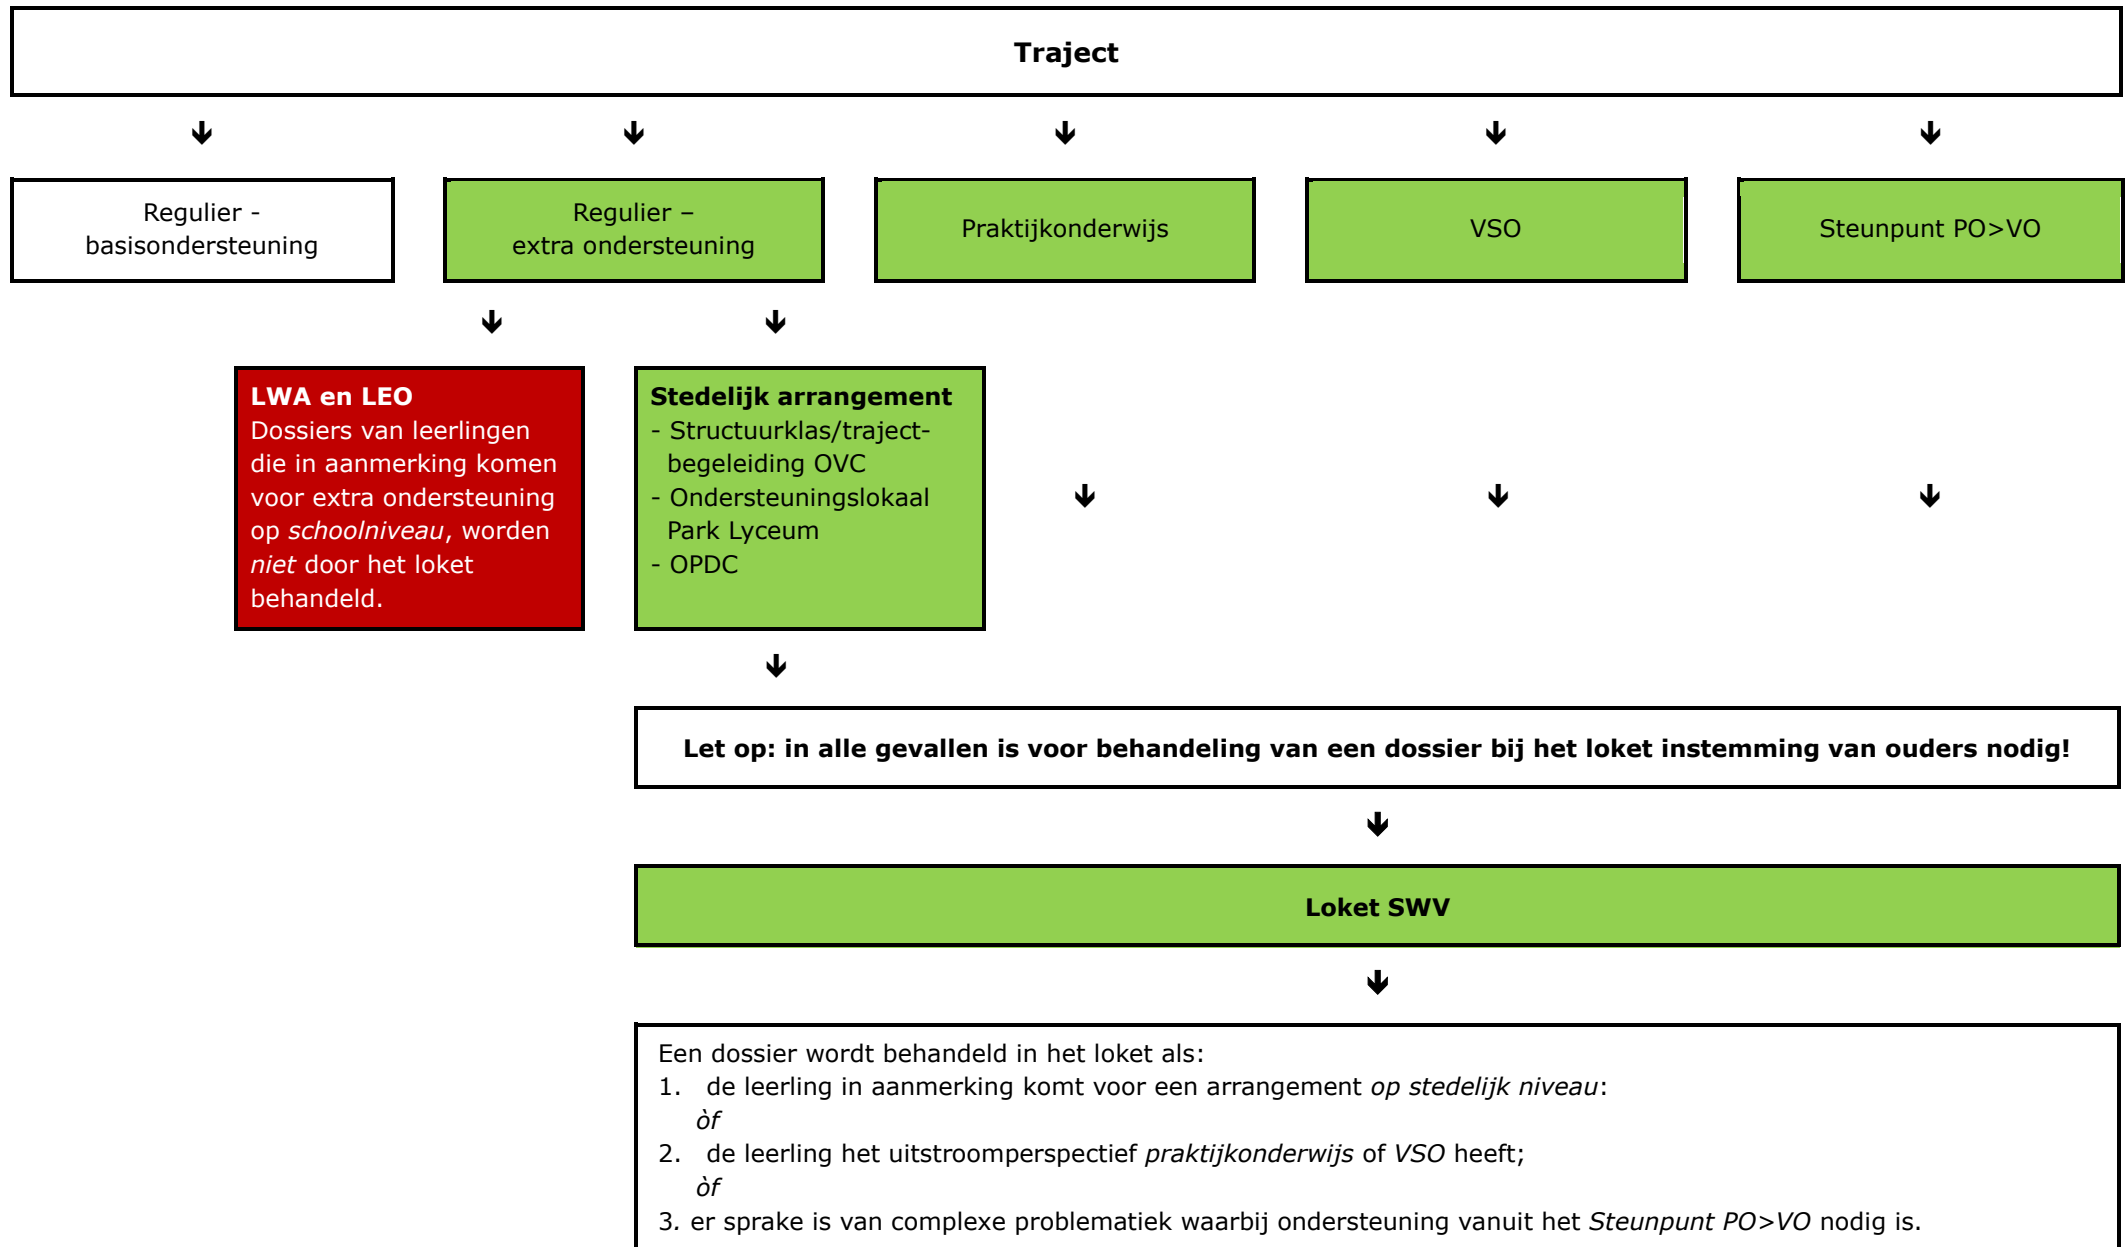 Traject
Regulier -
basisondersteuning
Regulier –
extra ondersteuning
Praktijkonderwijs
VSO
Steunpunt PO>VO
LWA en LEO
Dossiers van leerlingen
die in aanmerking komen
voor extra ondersteuning
op schoolniveau, worden
niet door het loket
behandeld.
Stedelijk arrangement
- Structuurklas/traject-
begeleiding OVC
- Ondersteuningslokaal
Park Lyceum
- OPDC
Let op: in alle gevallen is voor behandeling van een dossier bij het loket instemming van ouders nodig!
Loket SWV
Een dossier wordt behandeld in het loket als:
1. de leerling in aanmerking komt voor een arrangement op stedelijk niveau:
òf
2. de leerling het uitstroomperspectief praktijkonderwijs of VSO heeft;
òf
3. er sprake is van complexe problematiek waarbij ondersteuning vanuit het Steunpunt PO>VO nodig is.